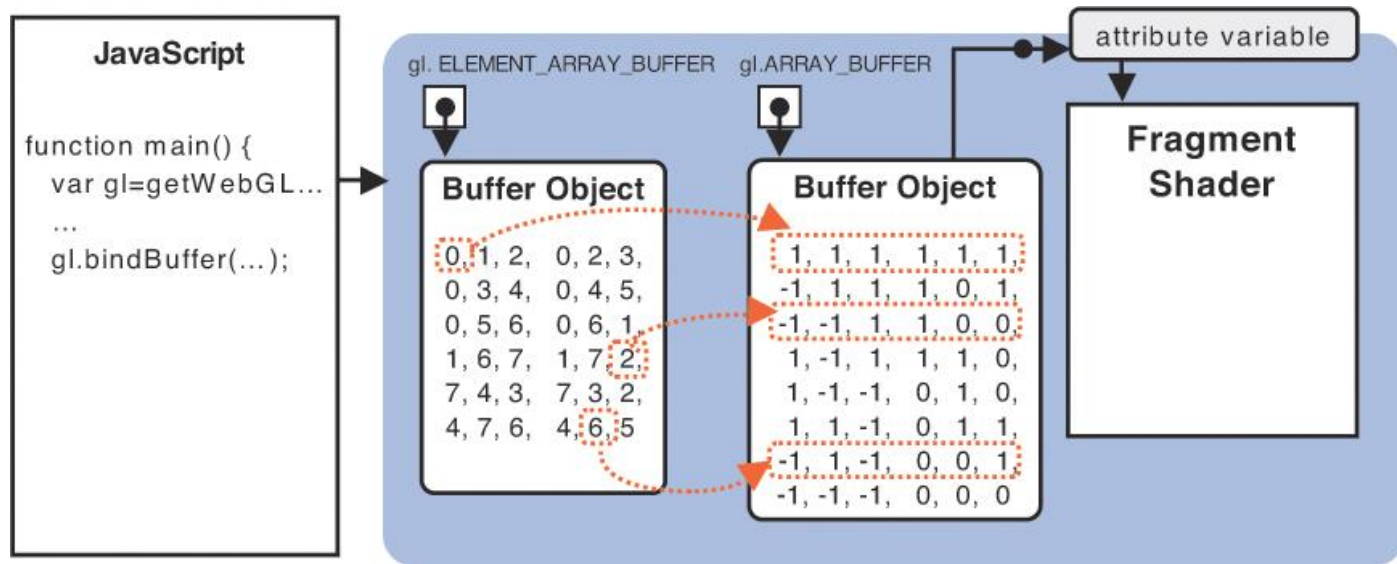 JavaScript
function main() {
var gl=getWebGL...
...
gl.bindBuffer(...);
gl. ELEMENT_ARRAY_BUFFER
Buffer Object
0, 1, 2, 0, 2, 3,
0, 3, 4, 0, 4, 5,
0, 5, 6, 0, 6, 1,
1, 6, 7, 1, 7, 2,
7, 4, 3, 7, 3, 2,
4, 7, 6, 4, 6, 5
gl.ARRAY_BUFFER
Buffer Object
1, 1, 1, 1, 1, 1,
-1, 1, 1, 1, 0, 1,
-1, -1, 1, 1, 0, 0,
1, -1, 1, 1, 1, 0,
1, -1, -1, 0, 1, 0,
1, 1, -1, 0, 1, 1,
-1, 1, -1, 0, 0, 1,
-1, -1, -1, 0, 0, 0
attribute variable
Fragment
Shader